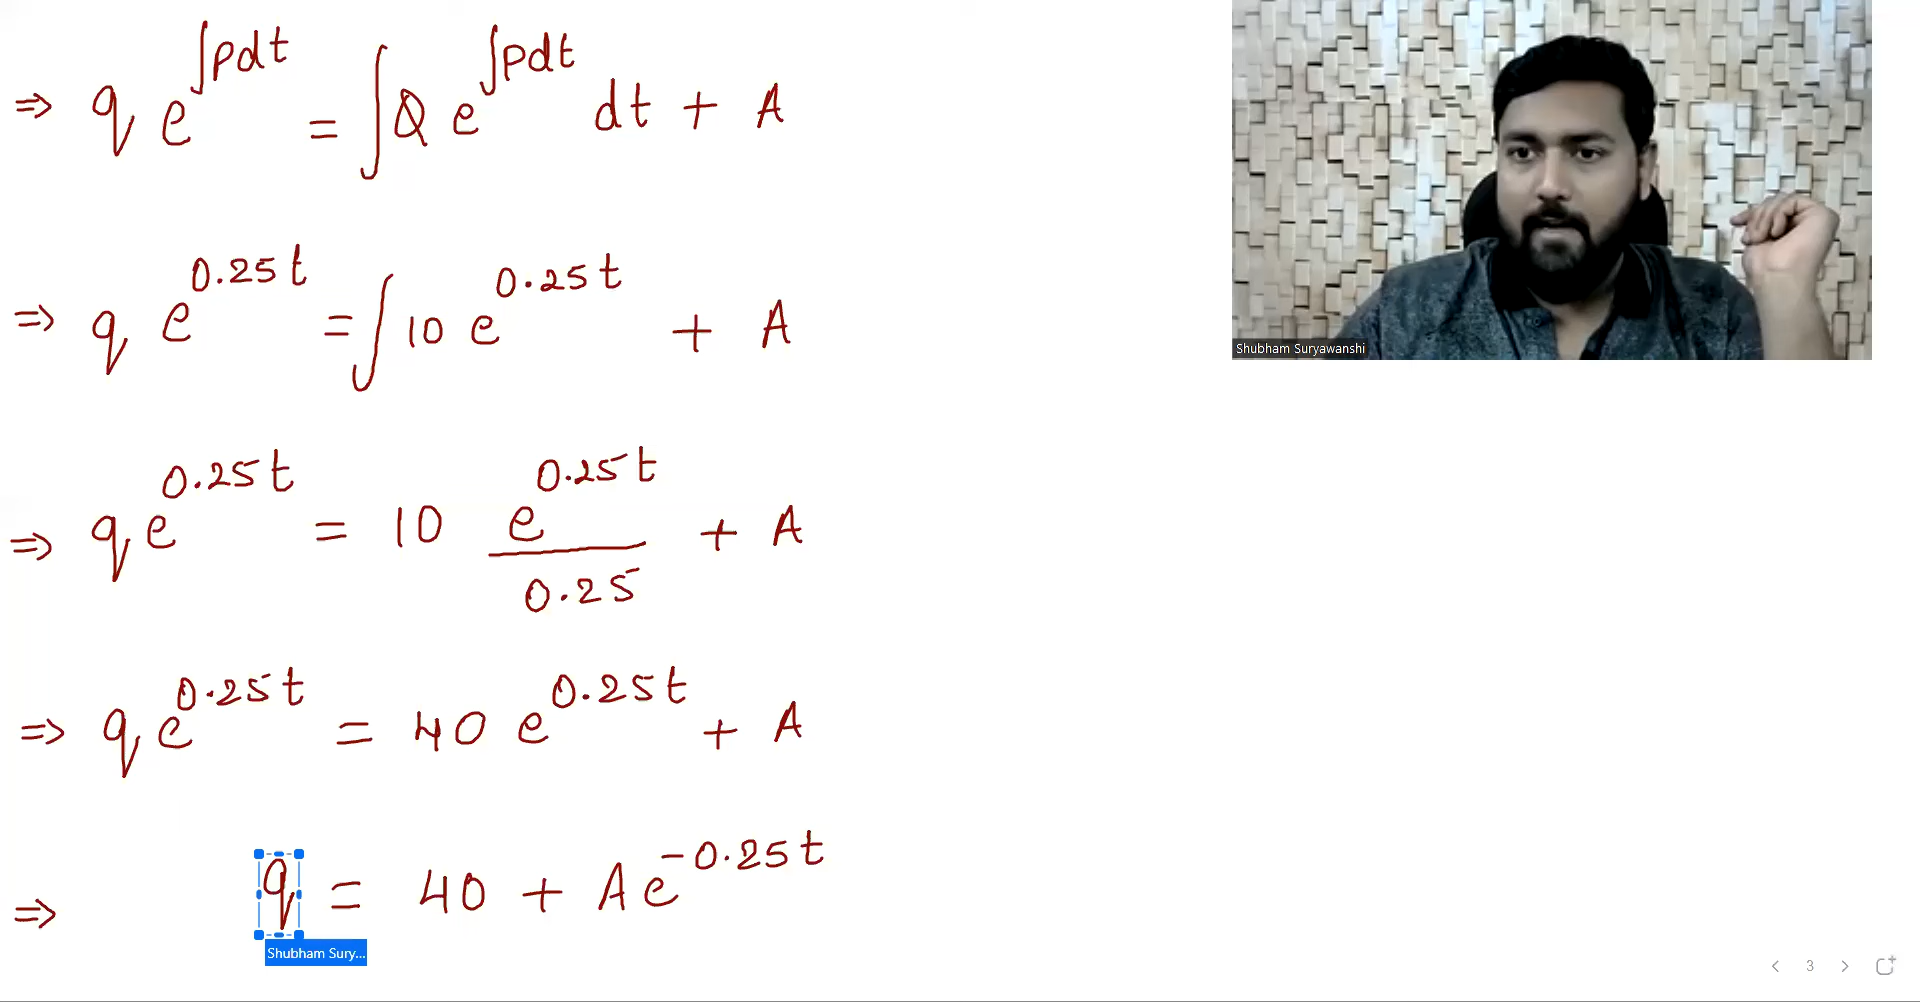 ⇒ q e^∫pdt = ∫Q e^∫pdt dt + A
⇒ q e^0.25t = ∫10 e^0.25t + A
⇒ q e^0.25t = 10 e^0.25t / 0.25 + A
⇒ q e^0.25t = 40 e^0.25t + A
⇒ q = 40 + A e^-0.25t
Shubham Sury...
Shubham Suryawanshi
3